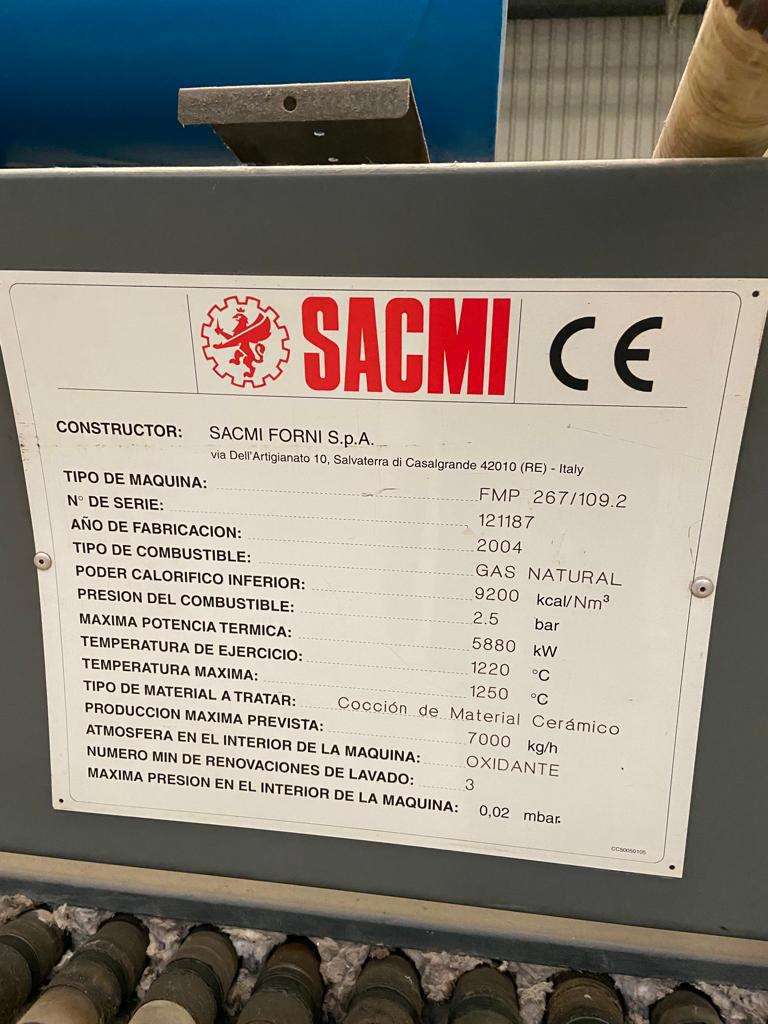 SACMI CE
CONSTRUCTOR: SACMI FORNI S.p.A.
via Dell'Artigianato 10, Salvaterra di Casalgrande 42010 (RE) - Italy
TIPO DE MAQUINA: FMP 267/109.2
N° DE SERIE: 121187
AÑO DE FABRICACION: 2004
TIPO DE COMBUSTIBLE: GAS NATURAL
PODER CALORIFICO INFERIOR: 9200 kcal/Nm³
PRESION DEL COMBUSTIBLE: 2.5 bar
MAXIMA POTENCIA TERMICA: 5880 kW
TEMPERATURA DE EJERCICIO: 1220 °C
TEMPERATURA MAXIMA: 1250 °C
TIPO DE MATERIAL A TRATAR: Cocción de Material Cerámico
PRODUCCION MAXIMA PREVISTA: 7000 kg/h
ATMOSFERA EN EL INTERIOR DE LA MAQUINA: OXIDANTE
NUMERO MIN DE RENOVACIONES DE LAVADO: 3
MAXIMA PRESION EN EL INTERIOR DE LA MAQUINA: 0,02 mbar.
CC50050105